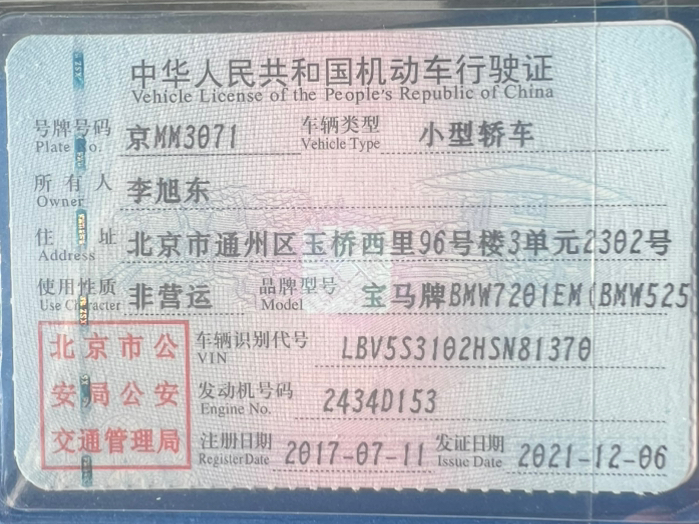 中华人民共和国机动车行驶证
Vehicle License of the People's Republic of China
号牌号码 Plate No. 京MM3071 车辆类型 Vehicle Type 小型轿车
所有人 Owner 李旭东
住址 Address 北京市通州区玉桥西里96号楼3单元2302号
使用性质 Use Character 非营运 品牌型号 Model 宝马牌BMW7201EM(BMW525
北京市公
安局公安
交通管理局
车辆识别代号 VIN LBV5S3102HSN81370
发动机号码 Engine No. 2434D153
注册日期 Register Date 2017-07-11 发证日期 Issue Date 2021-12-06